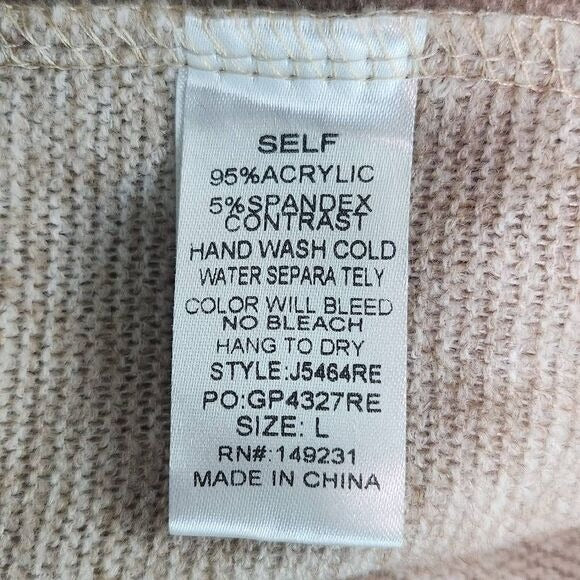 SELF
95%ACRYLIC
5%SPANDEX
CONTRAST
HAND WASH COLD
WATER SEPARA TELY
COLOR WILL BLEED
NO BLEACH
HANG TO DRY
STYLE:J5464RE
PO:GP4327RE
SIZE: L
RN#:149231
MADE IN CHINA